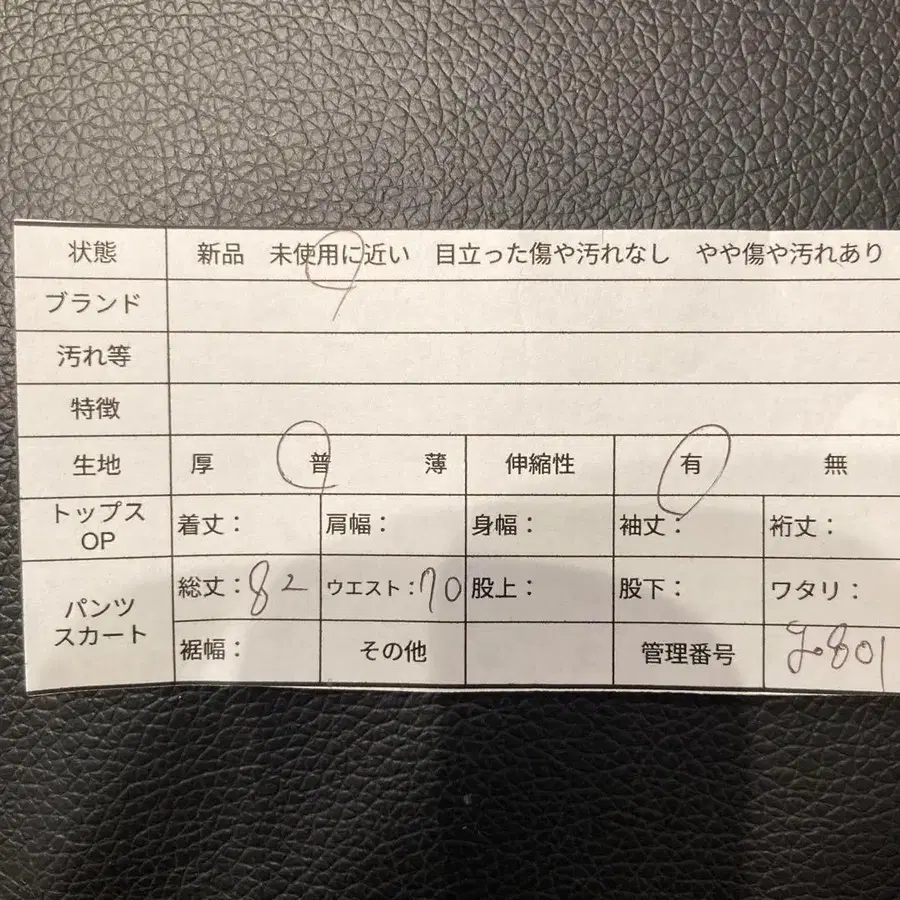 状態 新品 未使用に近い 目立った傷や汚れなし やや傷や汚れあり
ブランド
汚れ等
特徴
生地 厚 普 薄 伸縮性 有 無
トップス OP 着丈： 肩幅： 身幅： 袖丈： 裄丈：
パンツ スカート 総丈：82 ウエスト：70 股上： 股下： ワタリ：
裾幅： その他 管理番号 801